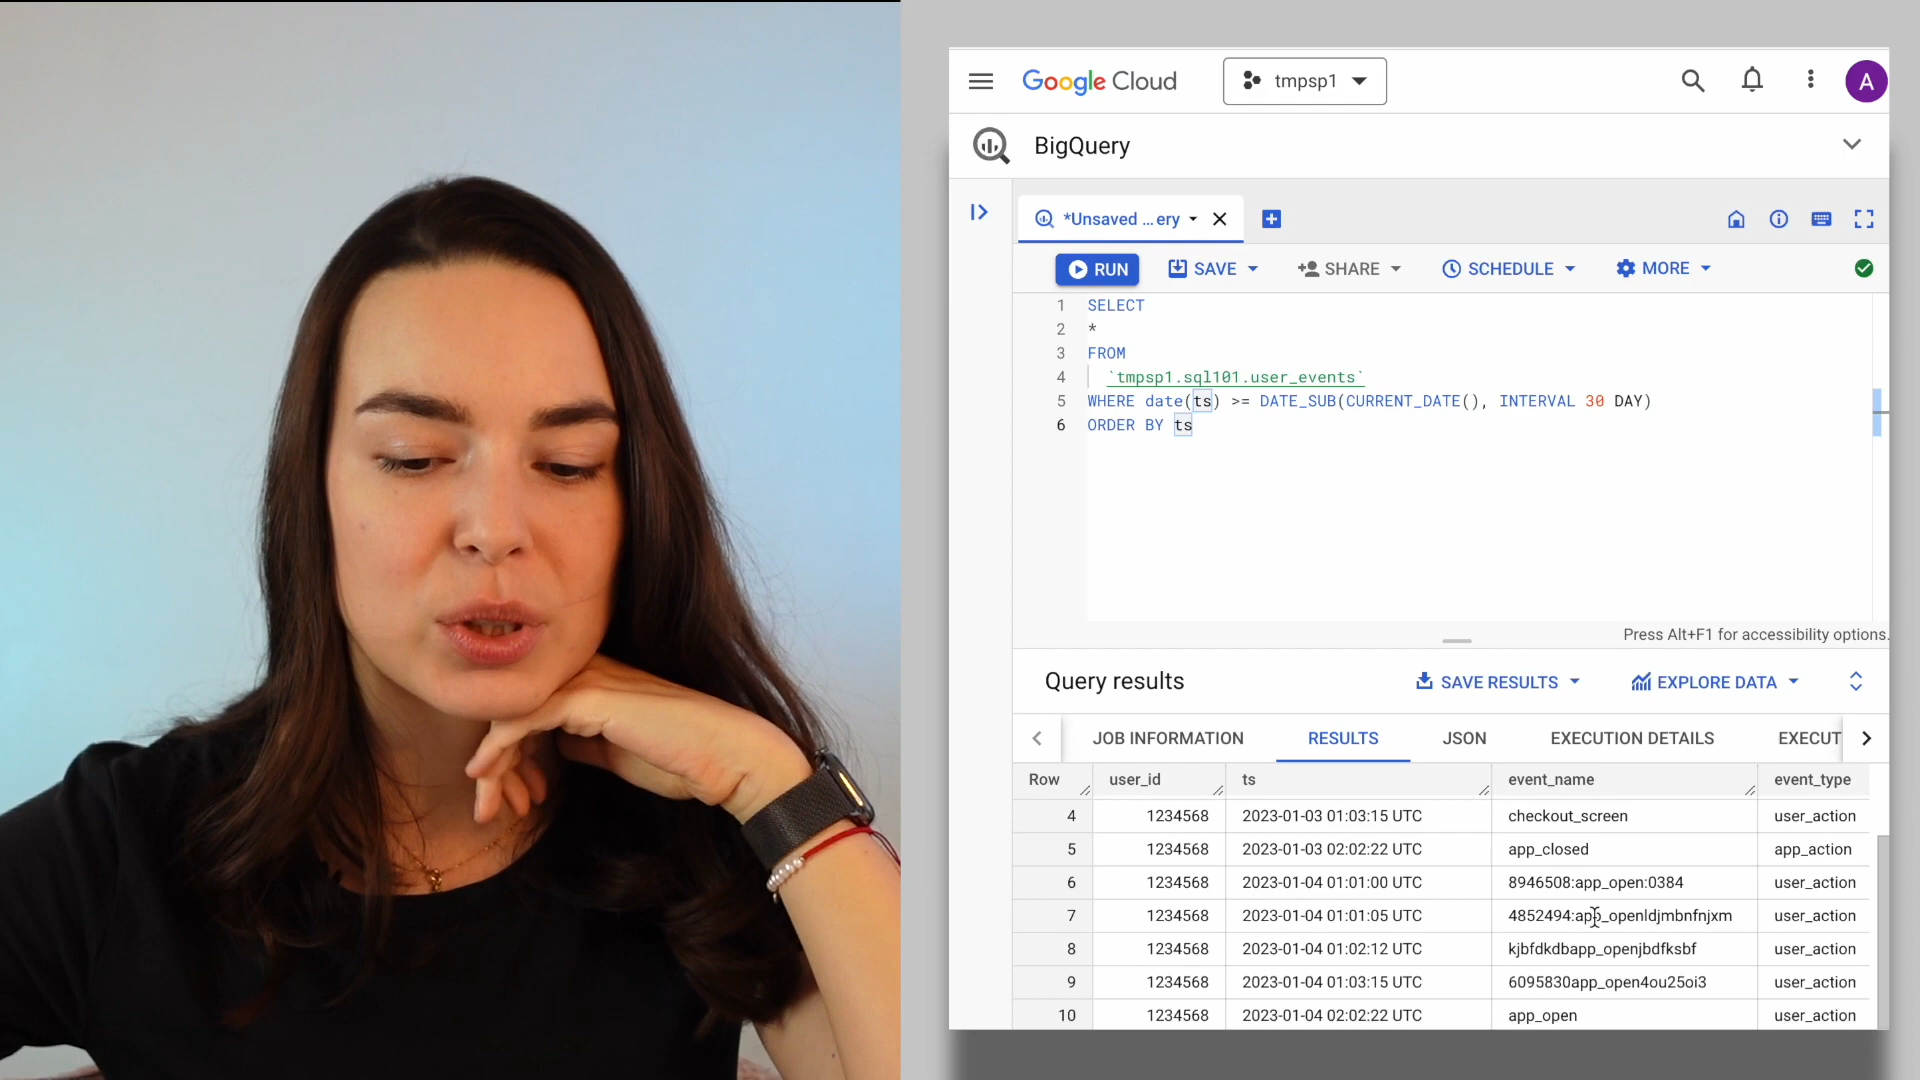 Google Cloud
tmpsp1
A
BigQuery
*Unsaved ...ery
RUN
SAVE
SHARE
SCHEDULE
MORE
1 SELECT
2 *
3 FROM
4 `tmpsp1.sql101.user_events`
5 WHERE date(ts) >= DATE_SUB(CURRENT_DATE(), INTERVAL 30 DAY)
6 ORDER BY ts
Press Alt+F1 for accessibility options.
Query results
SAVE RESULTS
EXPLORE DATA
JOB INFORMATION
RESULTS
JSON
EXECUTION DETAILS
EXECUT
Row user_id ts event_name event_type
4 1234568 2023-01-03 01:03:15 UTC checkout_screen user_action
5 1234568 2023-01-03 02:02:22 UTC app_closed app_action
6 1234568 2023-01-04 01:01:00 UTC 8946508:app_open:0384 user_action
7 1234568 2023-01-04 01:01:05 UTC 4852494:app_openldjmbnfnjxm user_action
8 1234568 2023-01-04 01:02:12 UTC kjbfdkdbapp_openjbdfksbf user_action
9 1234568 2023-01-04 01:03:15 UTC 6095830app_open4ou25oi3 user_action
10 1234568 2023-01-04 02:02:22 UTC app_open user_action